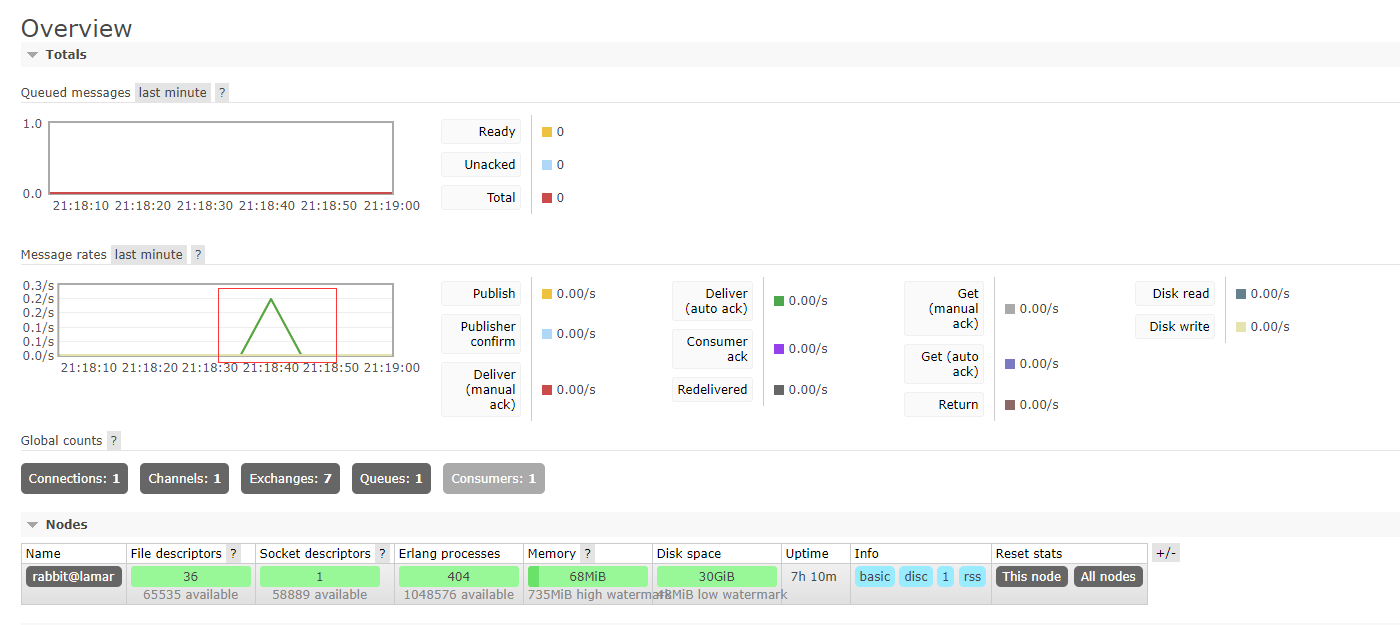 Overview
Totals
Queued messages last minute ?
1.0
0.0
21:18:10 21:18:20 21:18:30 21:18:40 21:18:50 21:19:00
Ready 0
Unacked 0
Total 0
Message rates last minute ?
0.3/s
0.2/s
0.2/s
0.1/s
0.1/s
0.0/s
21:18:10 21:18:20 21:18:30 21:18:40 21:18:50 21:19:00
Publish 0.00/s
Publisher
confirm 0.00/s
Deliver
(manual
ack) 0.00/s
Deliver
(auto ack) 0.00/s
Consumer
ack 0.00/s
Redelivered 0.00/s
Get
(manual
ack) 0.00/s
Get (auto
ack) 0.00/s
Return 0.00/s
Disk read 0.00/s
Disk write 0.00/s
Global counts ?
Connections: 1 Channels: 1 Exchanges: 7 Queues: 1 Consumers: 1
Nodes
Name File descriptors ? Socket descriptors ? Erlang processes Memory ? Disk space Uptime Info Reset stats +/-
rabbit@lamar 36 1 404 68MiB 30GiB 7h 10m basic disc 1 rss This node All nodes
65535 available 58889 available 1048576 available 735MiB high watermark 48MiB low watermark